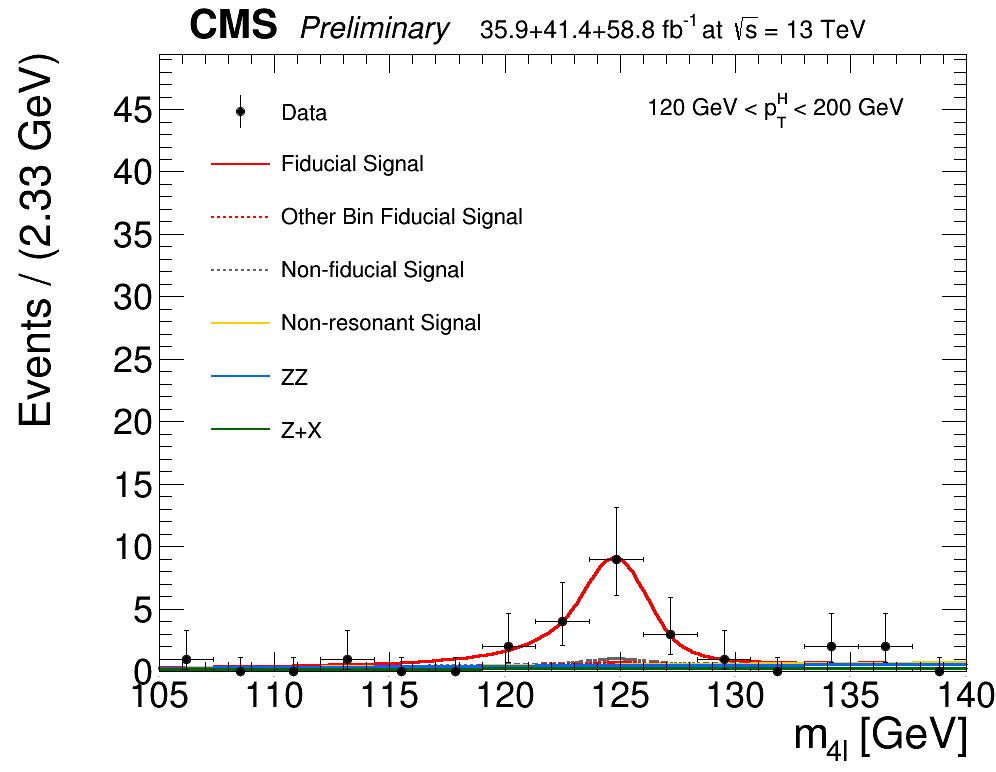 CMS Preliminary 35.9+41.4+58.8 fb⁻¹ at √s = 13 TeV
Events / (2.33 GeV)
120 GeV < p_T^H < 200 GeV
Data
Fiducial Signal
Other Bin Fiducial Signal
Non-fiducial Signal
Non-resonant Signal
ZZ
Z+X
45
40
35
30
25
20
15
10
5
0
105 110 115 120 125 130 135 140
m_4l [GeV]